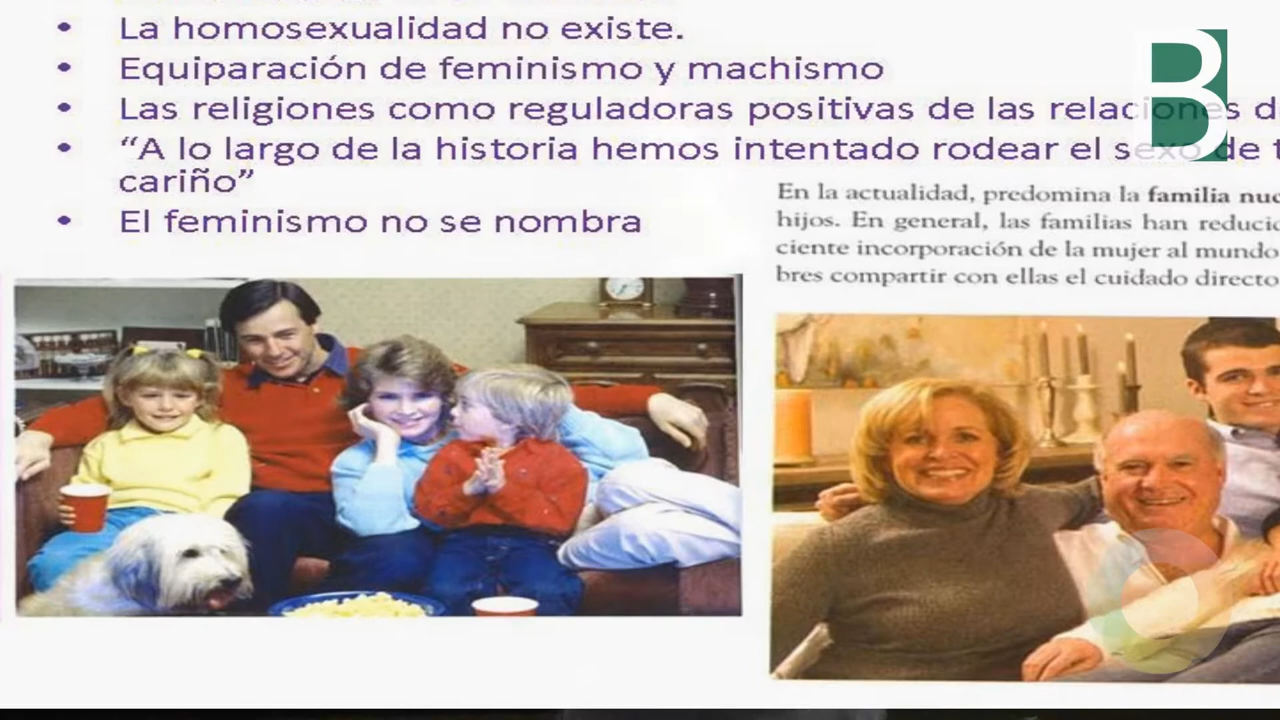 La homosexualidad no existe.
Equiparación de feminismo y machismo
Las religiones como reguladoras positivas de las relaciones d
“A lo largo de la historia hemos intentado rodear el sexo de t
cariño”
El feminismo no se nombra
B
En la actualidad, predomina la familia nuc
hijos. En general, las familias han reducid
ciente incorporación de la mujer al mundo
bres compartir con ellas el cuidado directo